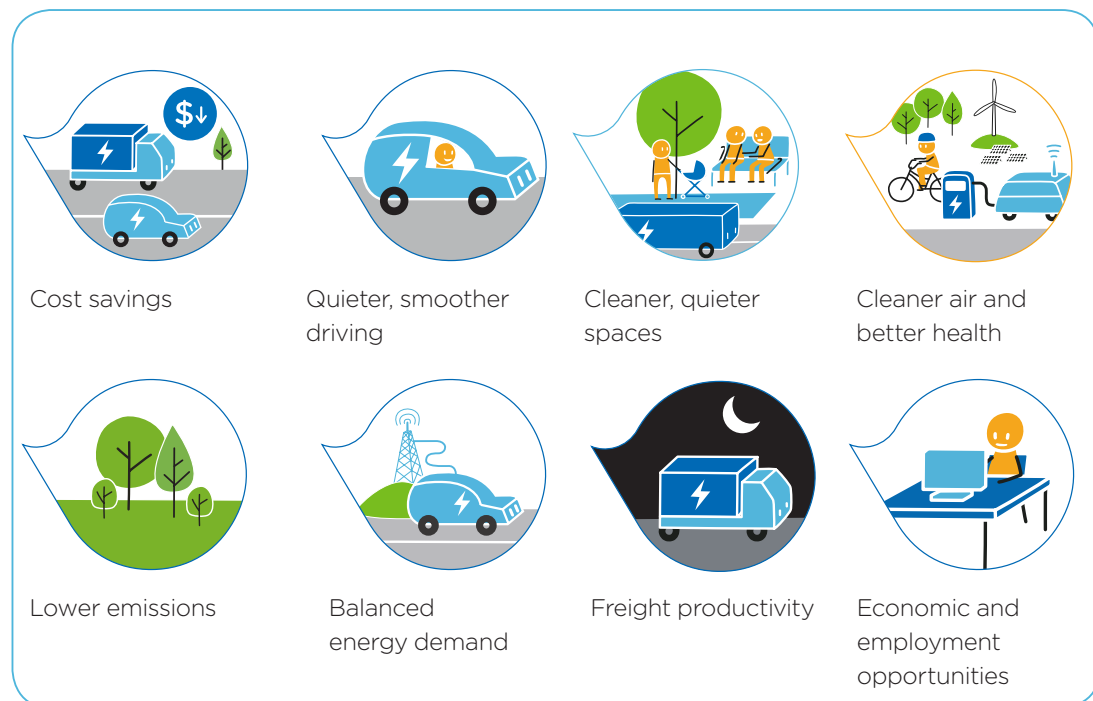 $
Cost savings
Quieter, smoother
driving
Cleaner, quieter
spaces
Cleaner air and
better health
Lower emissions
Balanced
energy demand
Freight productivity
Economic and
employment
opportunities